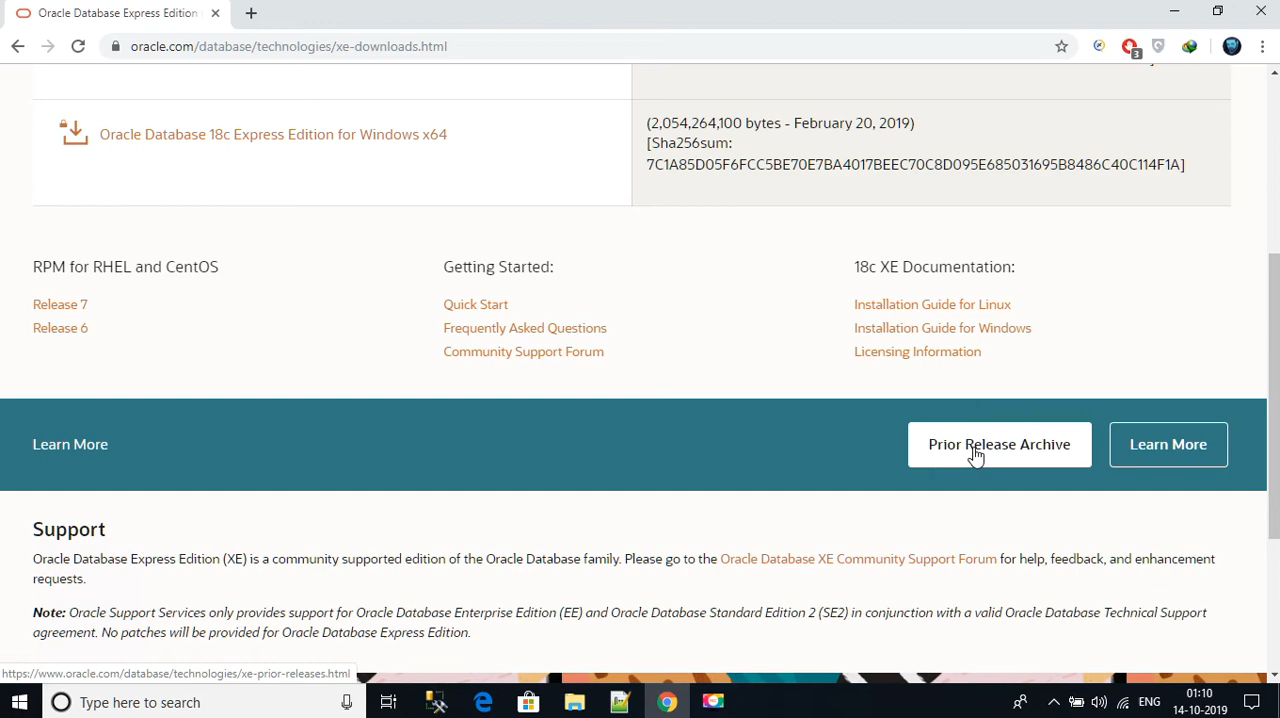 Oracle Database Express Edition
oracle.com/database/technologies/xe-downloads.html
3
Oracle Database 18c Express Edition for Windows x64
(2,054,264,100 bytes - February 20, 2019)
[Sha256sum:
7C1A85D05F6FCC5BE70E7BA4017BEEC70C8D095E685031695B8486C40C114F1A]
RPM for RHEL and CentOS
Release 7
Release 6
Getting Started:
Quick Start
Frequently Asked Questions
Community Support Forum
18c XE Documentation:
Installation Guide for Linux
Installation Guide for Windows
Licensing Information
Learn More
Prior Release Archive
Learn More
Support
Oracle Database Express Edition (XE) is a community supported edition of the Oracle Database family. Please go to the Oracle Database XE Community Support Forum for help, feedback, and enhancement
requests.
Note: Oracle Support Services only provides support for Oracle Database Enterprise Edition (EE) and Oracle Database Standard Edition 2 (SE2) in conjunction with a valid Oracle Database Technical Support
agreement. No patches will be provided for Oracle Database Express Edition.
https://www.oracle.com/database/technologies/xe-prior-releases.html
Type here to search
ENG
01:10
14-10-2019